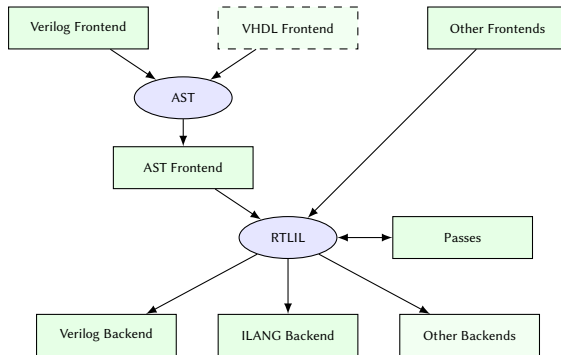 Verilog Frontend
VHDL Frontend
Other Frontends
AST
AST Frontend
RTLIL
Passes
Verilog Backend
ILANG Backend
Other Backends